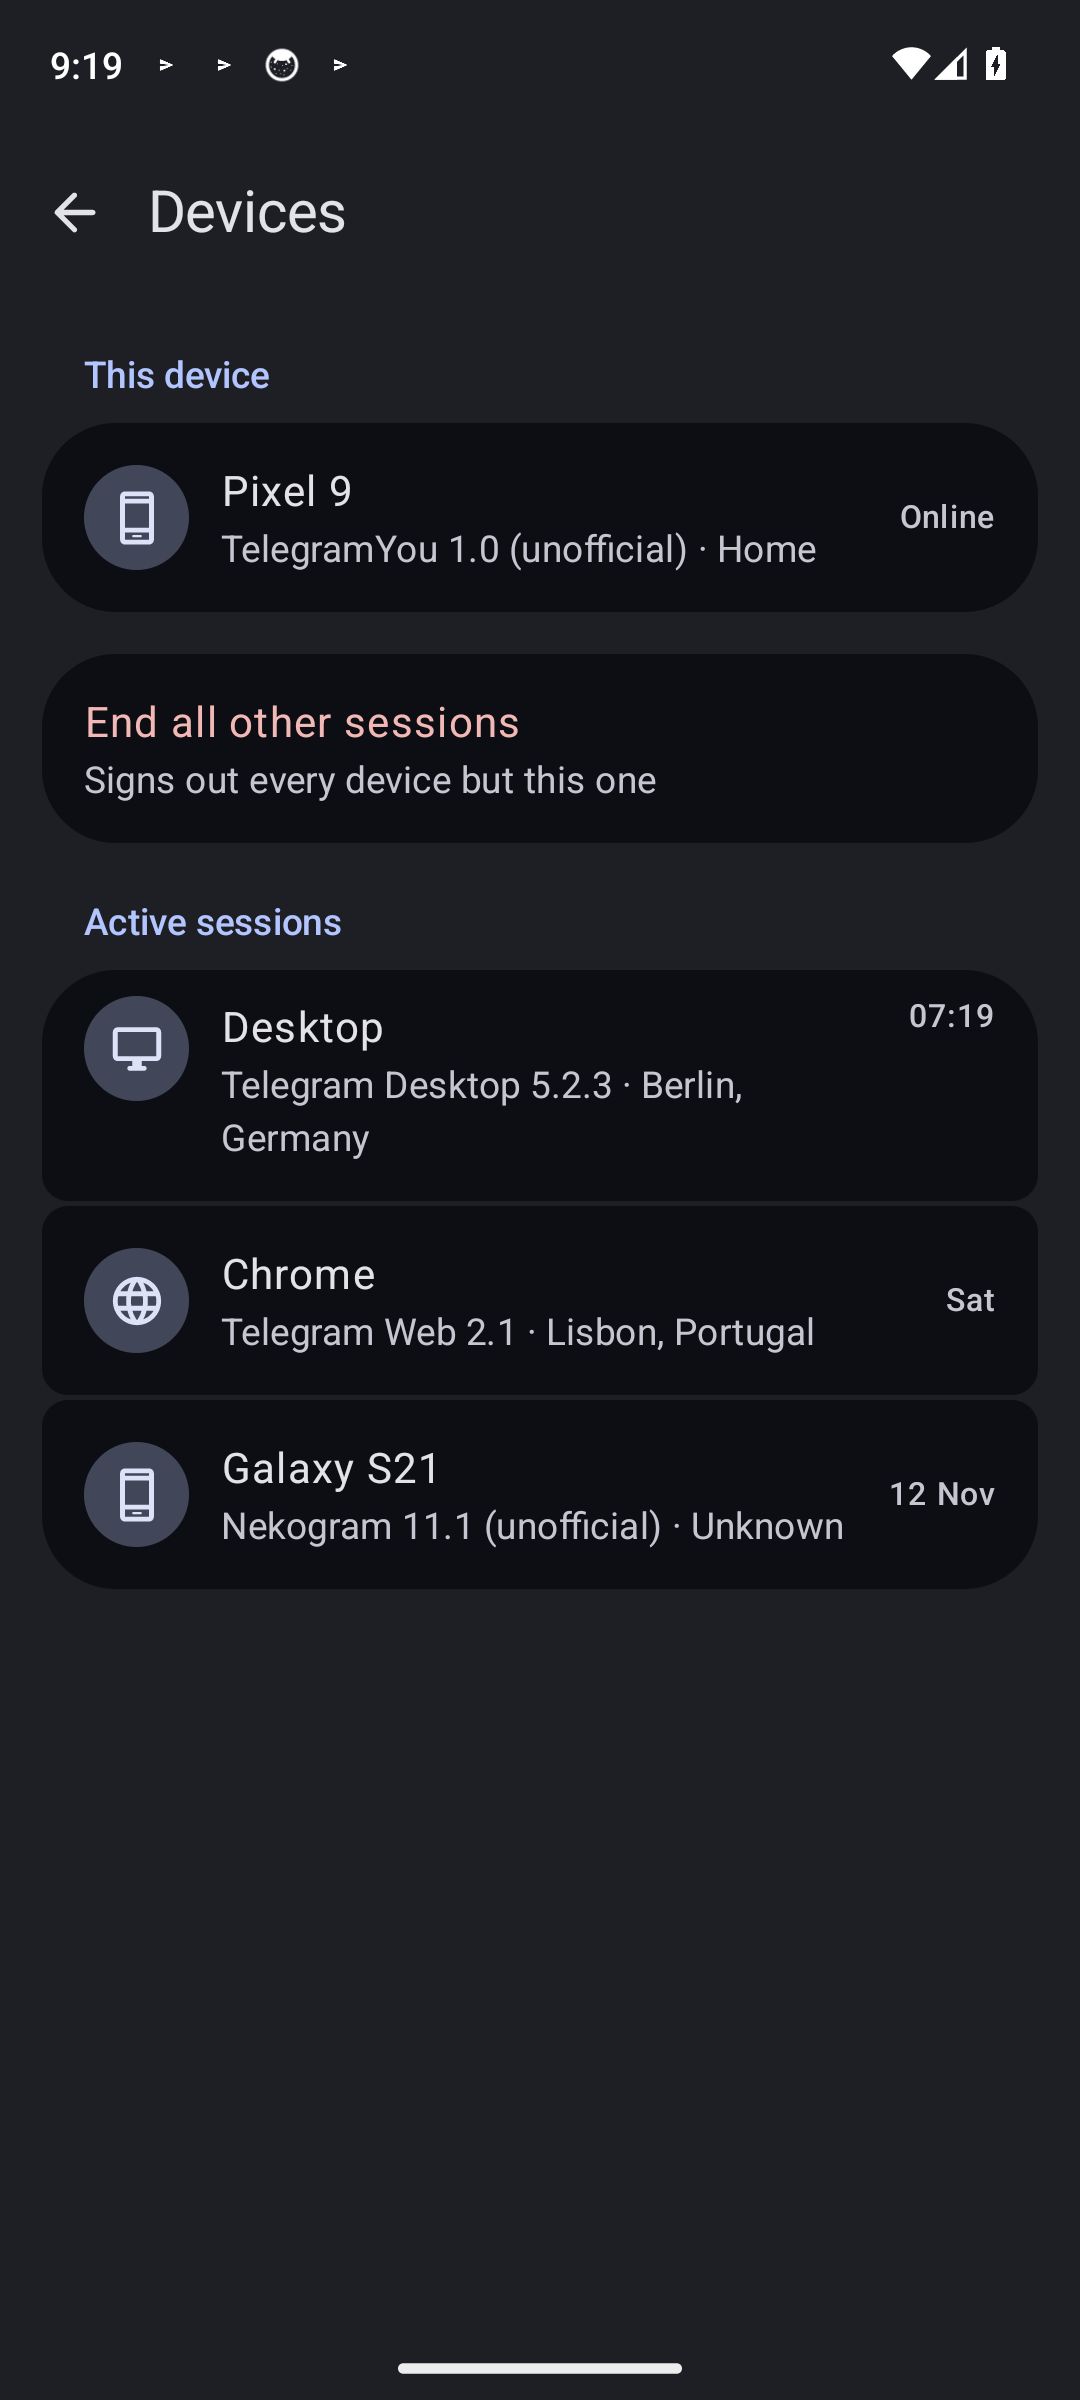 9:19
Devices
This device
Pixel 9
TelegramYou 1.0 (unofficial) · Home
Online
End all other sessions
Signs out every device but this one
Active sessions
Desktop
07:19
Telegram Desktop 5.2.3 · Berlin,
Germany
Chrome
Telegram Web 2.1 · Lisbon, Portugal
Sat
Galaxy S21
Nekogram 11.1 (unofficial) · Unknown
12 Nov